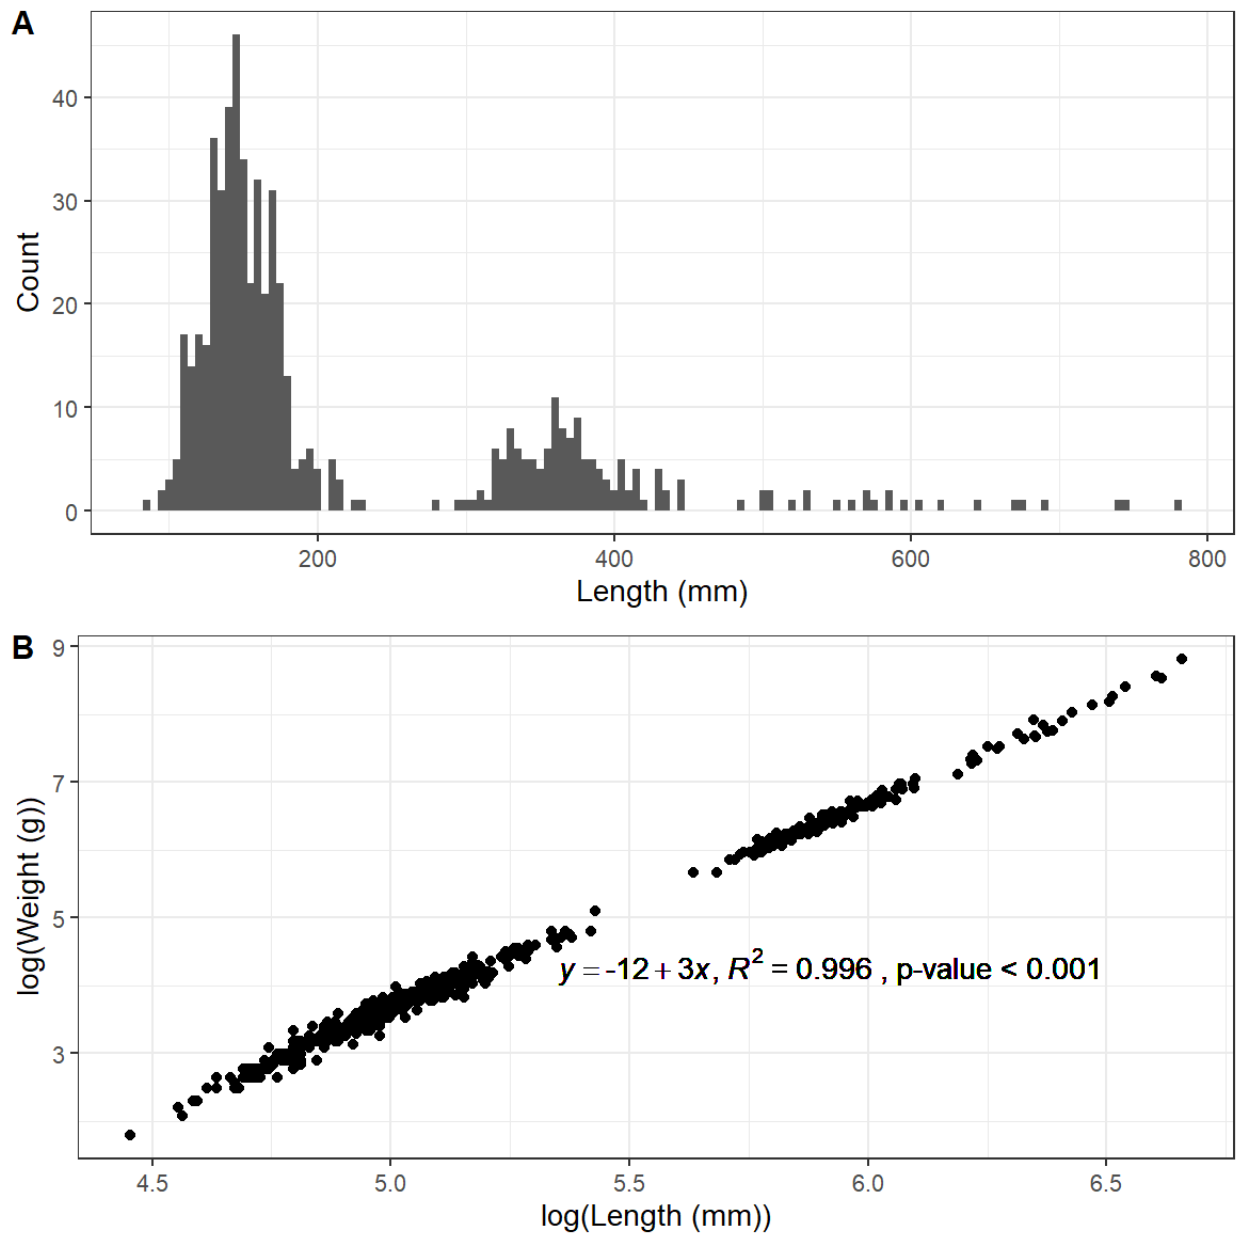 A
Count
40
30
20
10
0
200 400 600 800
Length (mm)
B
log(Weight (g))
9
7
5
3
y = -12 + 3x, R² = 0.996 , p-value < 0.001
4.5 5.0 5.5 6.0 6.5
log(Length (mm))